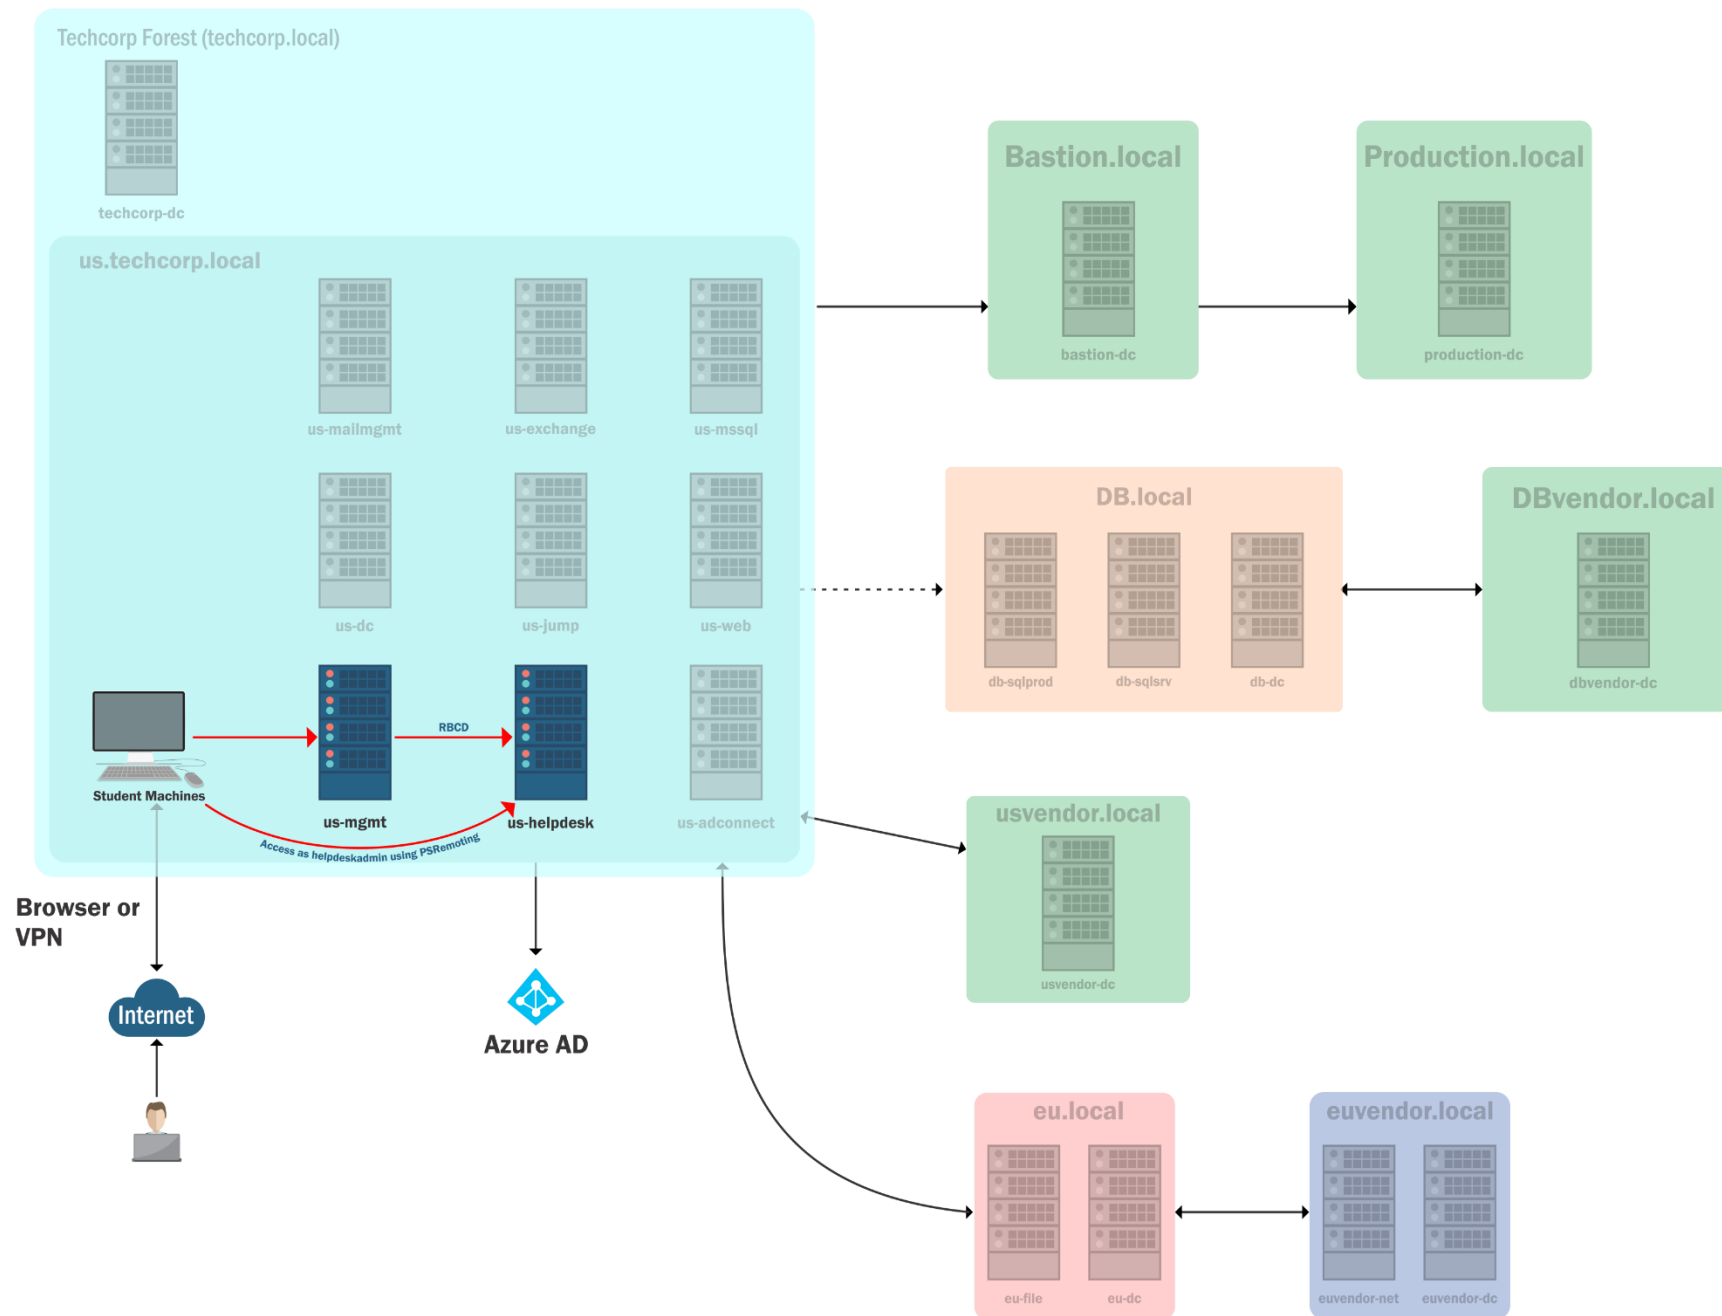 Techcorp Forest (techcorp.local)
techcorp-dc
us.techcorp.local
us-mailmgmt
us-exchange
us-mssql
us-dc
us-jump
us-web
RBCD
Student Machines
us-mgmt
us-helpdesk
us-adconnect
Access as helpdeskadmin using PSRemoting
Bastion.local
bastion-dc
Production.local
production-dc
DB.local
db-sqlprod
db-sqlsrv
db-dc
DBvendor.local
dbvendor-dc
usvendor.local
usvendor-dc
Browser or
VPN
Internet
Azure AD
eu.local
eu-file
eu-dc
euvendor.local
euvendor-net
euvendor-dc